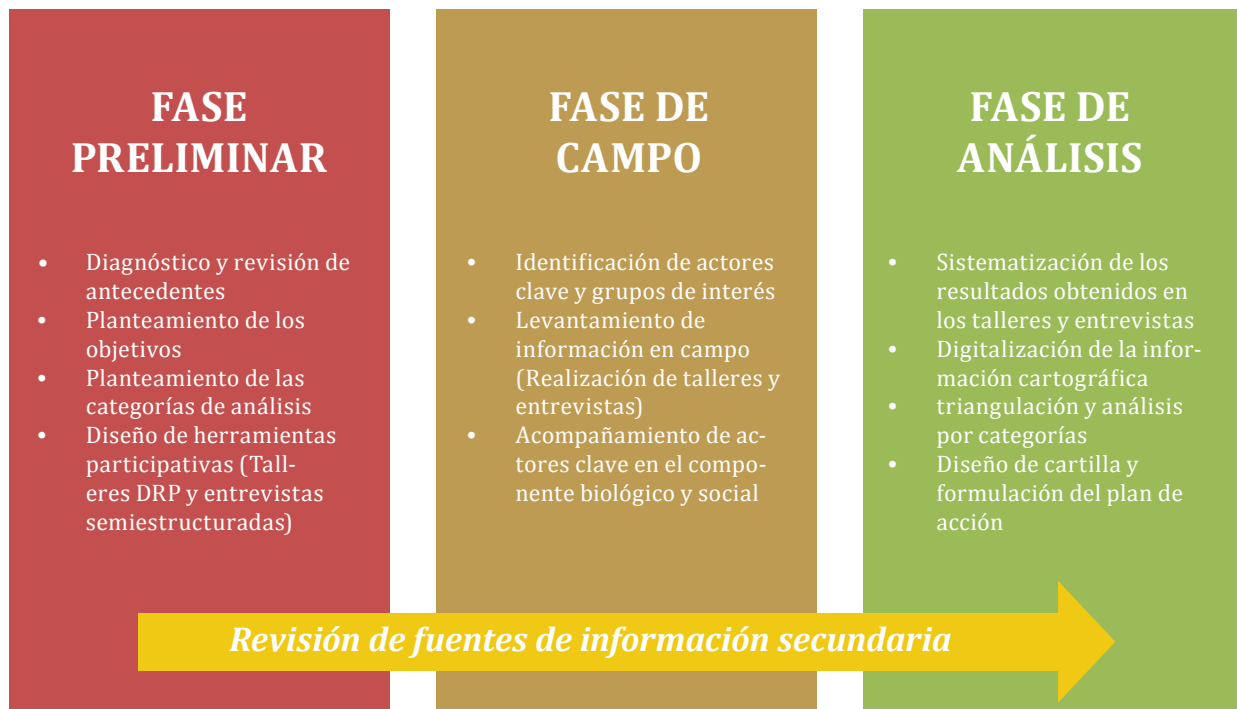 FASE
PRELIMINAR
• Diagnóstico y revisión de
antecedentes
• Planteamiento de los
objetivos
• Planteamiento de las
categorías de análisis
• Diseño de herramientas
participativas (Tall-
eres DRP y entrevistas
semiestructuradas)
FASE DE
CAMPO
• Identificación de actores
clave y grupos de interés
• Levantamiento de
información en campo
(Realización de talleres y
entrevistas)
• Acompañamiento de ac-
tores clave en el compo-
nente biológico y social
FASE DE
ANÁLISIS
• Sistematización de los
resultados obtenidos en
los talleres y entrevistas
• Digitalización de la infor-
mación cartográfica
• triangulación y análisis
por categorías
• Diseño de cartilla y
formulación del plan de
acción
Revisión de fuentes de información secundaria